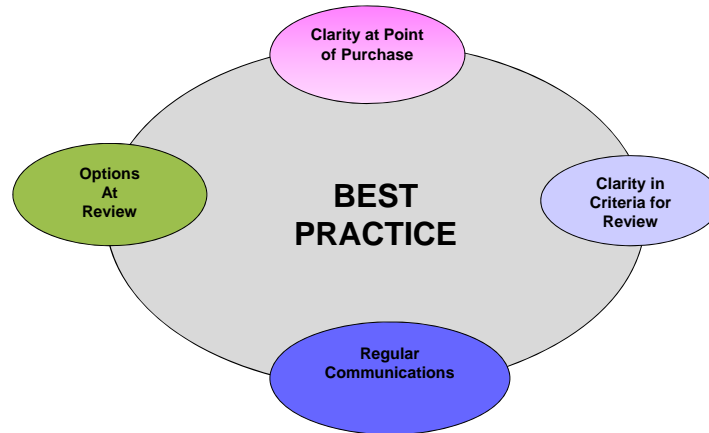 Clarity at Point
of Purchase
Options
At
Review
BEST
PRACTICE
Clarity in
Criteria for
Review
Regular
Communications